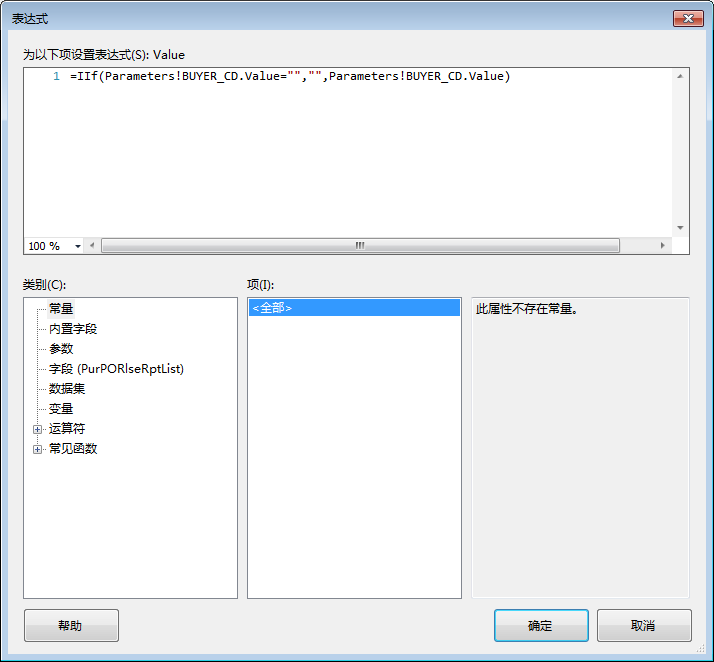 表达式
为以下项设置表达式(S): Value
1 =IIf(Parameters!BUYER_CD.Value="","",Parameters!BUYER_CD.Value)
100 %
类别(C):
常量
内置字段
参数
字段 (PurPORlseRptList)
数据集
变量
运算符
常见函数
项(I):
<全部>
此属性不存在常量。
帮助
确定
取消